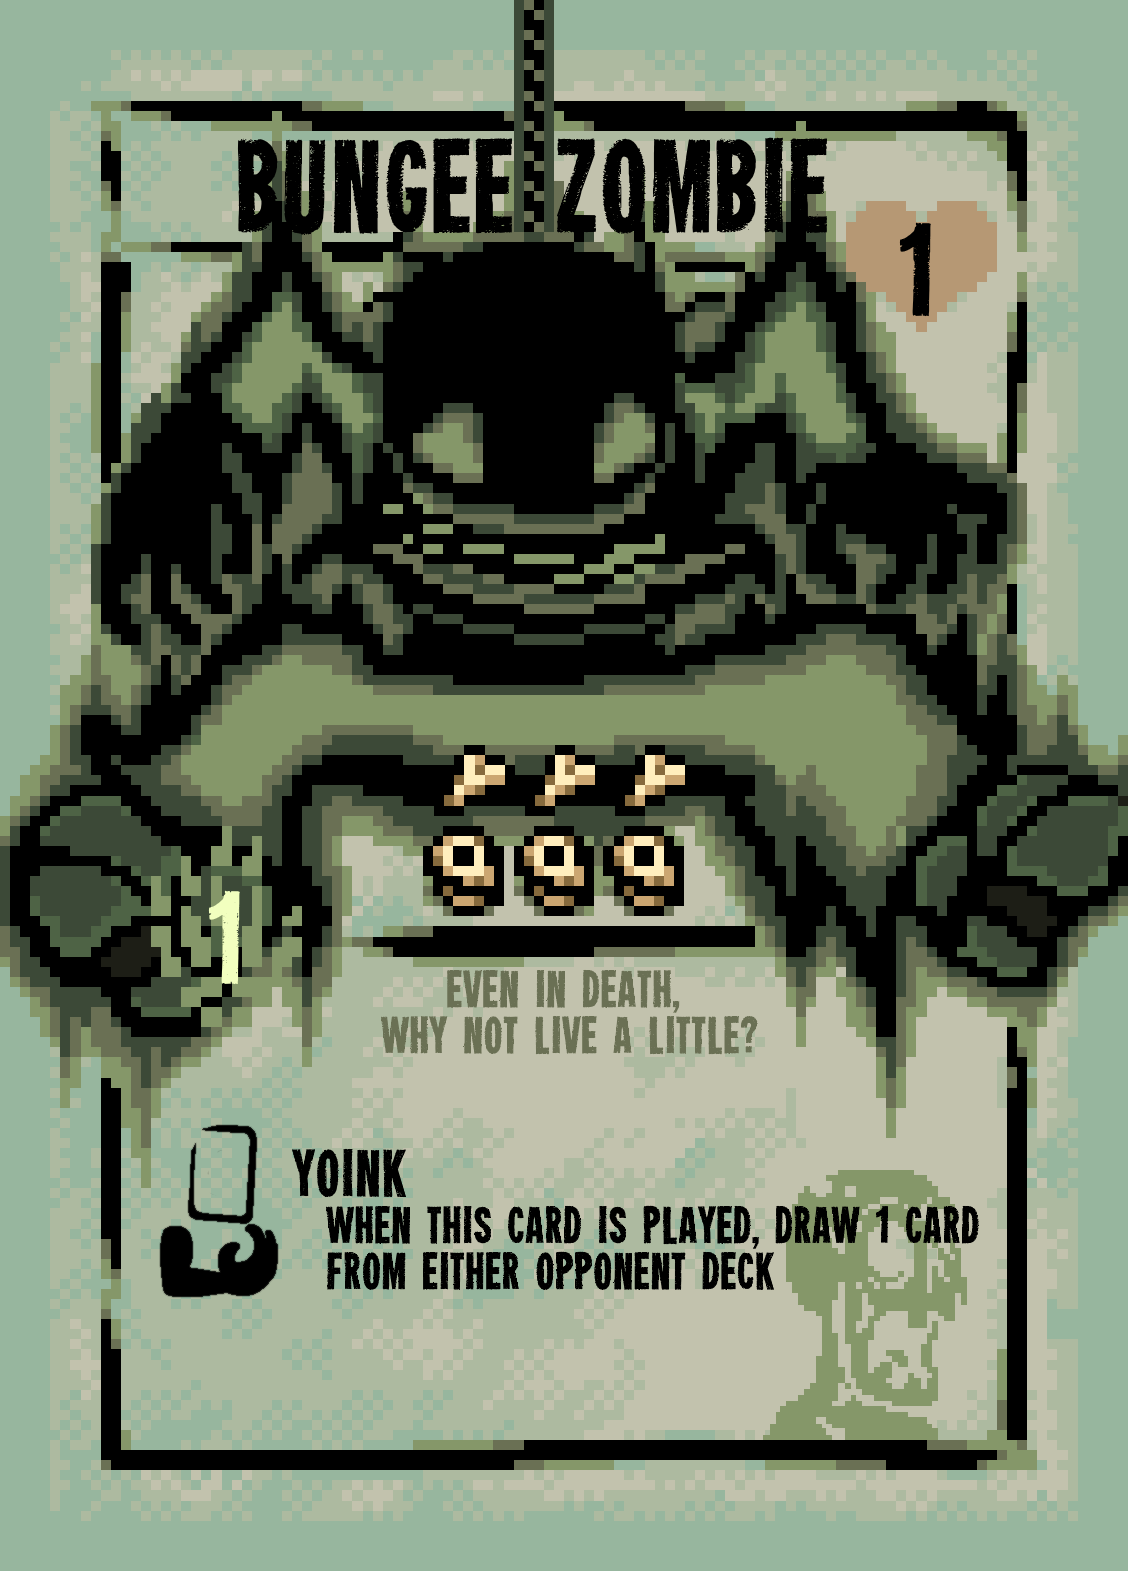 BUNGEE ZOMBIE
1
1
EVEN IN DEATH,
WHY NOT LIVE A LITTLE?
YOINK
WHEN THIS CARD IS PLAYED, DRAW 1 CARD
FROM EITHER OPPONENT DECK